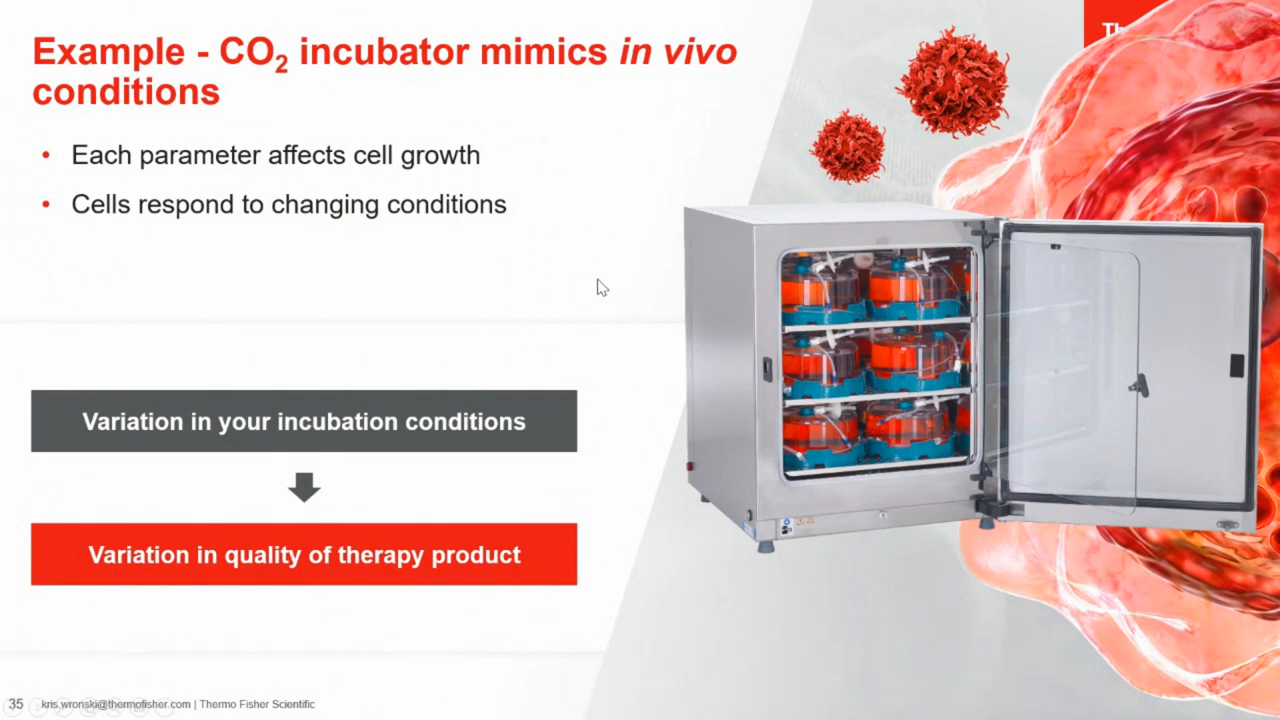 Example - CO₂ incubator mimics in vivo
conditions
• Each parameter affects cell growth
• Cells respond to changing conditions
Variation in your incubation conditions
Variation in quality of therapy product
35 kris.wronski@thermofisher.com | Thermo Fisher Scientific